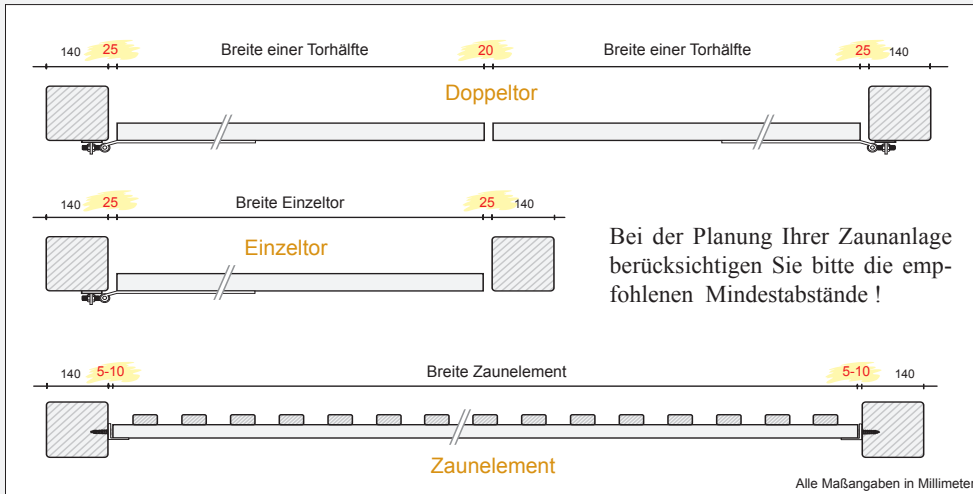 140 25 Breite einer Torhälfte 20 Breite einer Torhälfte 25 140
Doppeltor
140 25 Breite Einzeltor 25 140
Einzeltor
Bei der Planung Ihrer Zaunanlage
berücksichtigen Sie bitte die emp-
fohlenen Mindestabstände !
140 5-10 Breite Zaunelement 5-10 140
Zaunelement
Alle Maßangaben in Millimeter